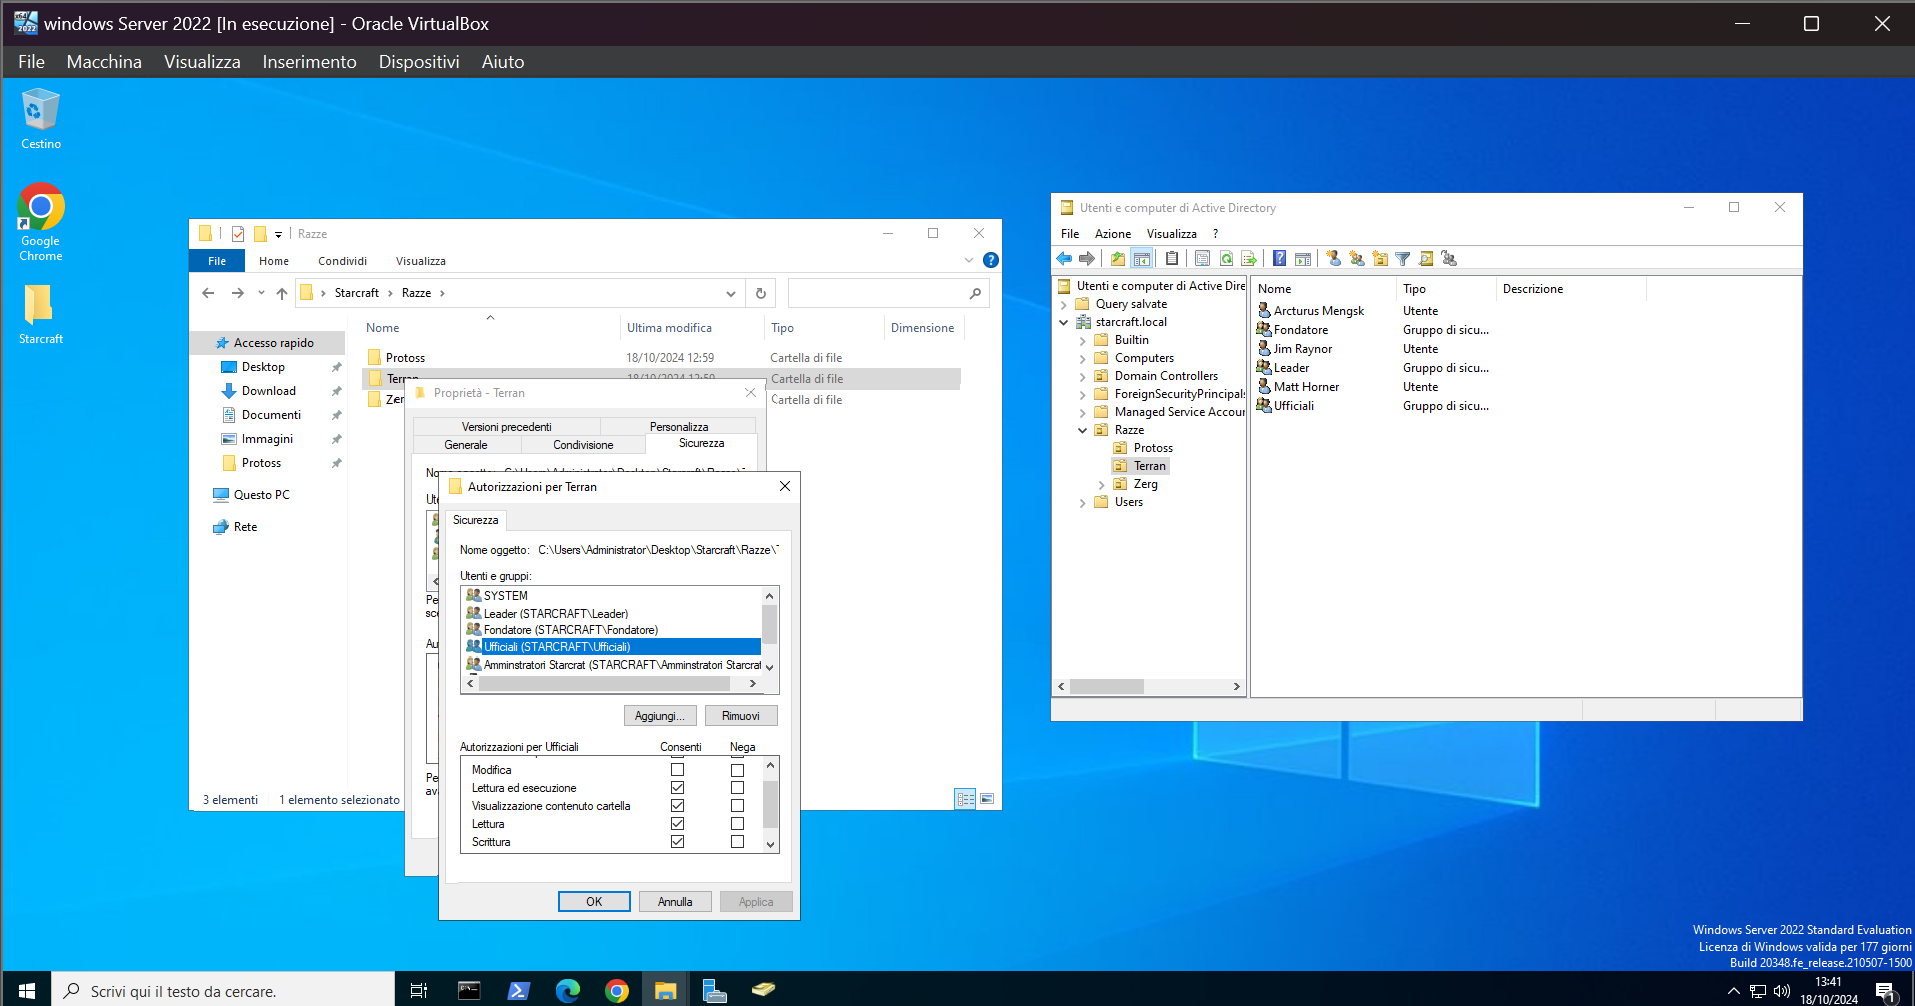 windows Server 2022 [In esecuzione] - Oracle VirtualBox
File Macchina Visualizza Inserimento Dispositivi Aiuto
Cestino
Google
Chrome
Starcraft
Razze
File Home Condividi Visualizza
Starcraft Razze
Nome Ultima modifica Tipo Dimensione
Accesso rapido
Desktop
Download
Documenti
Immagini
Protoss
Questo PC
Rete
Protoss 18/10/2024 12:59 Cartella di file
Terran 18/10/2024 12:59 Cartella di file
Cartella di file
3 elementi 1 elemento selezionato
Proprietà - Terran
Versioni precedenti Personalizza
Generale Condivisione Sicurezza
Autorizzazioni per Terran
Sicurezza
Nome oggetto: C:\Users\Administrator\Desktop\Starcraft\Razze\T
Utenti e gruppi:
SYSTEM
Leader (STARCRAFT\Leader)
Fondatore (STARCRAFT\Fondatore)
Ufficiali (STARCRAFT\Ufficiali)
Amminstratori Starcrat (STARCRAFT\Amminstratori Starcrat
Aggiungi... Rimuovi
Autorizzazioni per Ufficiali Consenti Nega
Modifica
Lettura ed esecuzione
Visualizzazione contenuto cartella
Lettura
Scrittura
OK Annulla Applica
Utenti e computer di Active Directory
File Azione Visualizza ?
Utenti e computer di Active Dire
Query salvate
starcraft.local
Builtin
Computers
Domain Controllers
ForeignSecurityPrincipals
Managed Service Accour
Razze
Protoss
Terran
Zerg
Users
Nome Tipo Descrizione
Arcturus Mengsk Utente
Fondatore Gruppo di sicu...
Jim Raynor Utente
Leader Gruppo di sicu...
Matt Horner Utente
Ufficiali Gruppo di sicu...
Windows Server 2022 Standard Evaluation
Licenza di Windows valida per 177 giorni
Build 20348.fe_release.210507-1500
Scrivi qui il testo da cercare.
13:41
18/10/2024
1